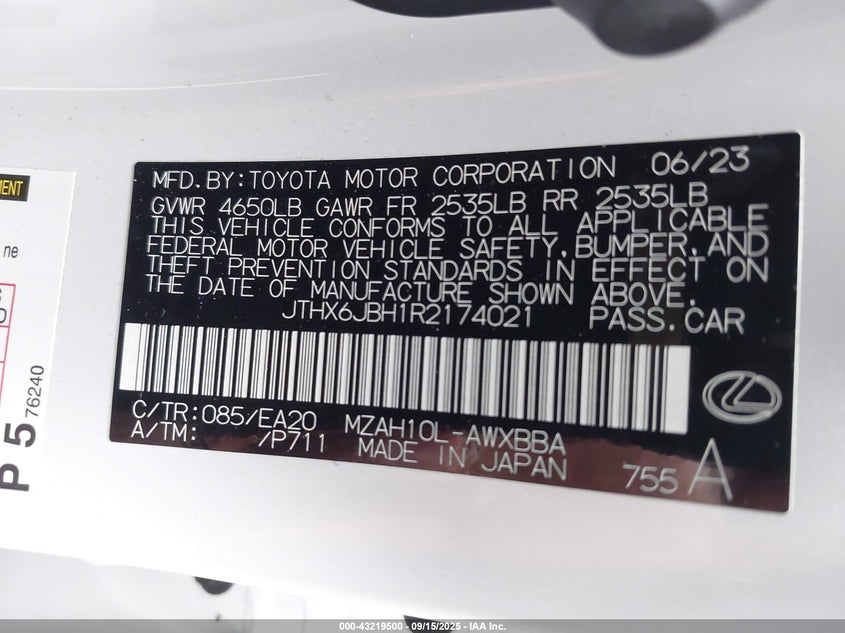 MFD.BY:TOYOTA MOTOR CORPORATION 06/23
GVWR 4650LB GAWR FR 2535LB RR 2535LB
THIS VEHICLE CONFORMS TO ALL APPLICABLE
FEDERAL MOTOR VEHICLE SAFETY,BUMPER,AND
THEFT PREVENTION STANDARDS IN EFFECT ON
THE DATE OF MANUFACTURE SHOWN ABOVE.
JTHX6JBH1R2174021 PASS.CAR
C/TR:085/EA20 MZAH10L-AWXBBA
A/TM: /P711 MADE IN JAPAN
755 A
MENT
ne
P 5 76240
000-43219500 - 09/15/2025 - IAA Inc.